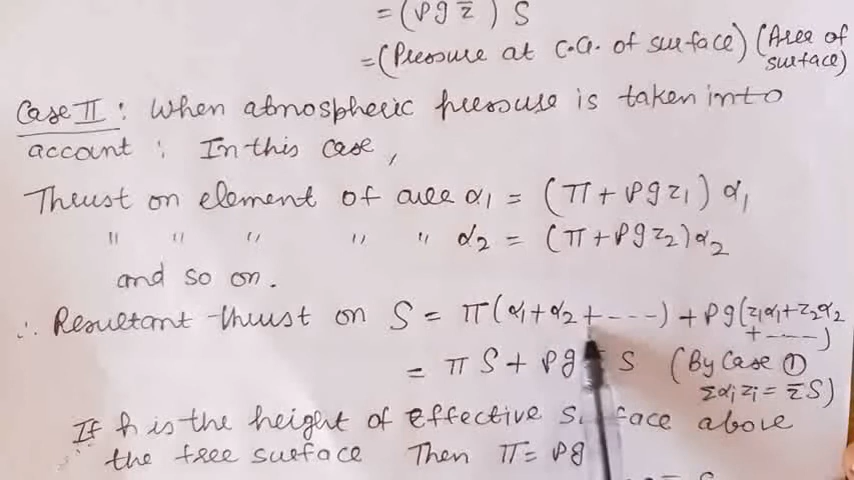 = (ρg z̄) S
= (Pressure at C.G. of surface) (Area of surface)
Case II : When atmospheric pressure is taken into
account : In this case,
Thrust on element of area α₁ = (π + ρgz₁) α₁
" " " " " α₂ = (π + ρgz₂) α₂
and so on.
∴ Resultant thrust on S = π(α₁+α₂+----) + ρg(z₁α₁+z₂α₂
+----)
= π S + ρg S (By Case ①
Σαᵢzᵢ = z̄S)
If h is the height of effective surface above
the free surface Then π = ρg